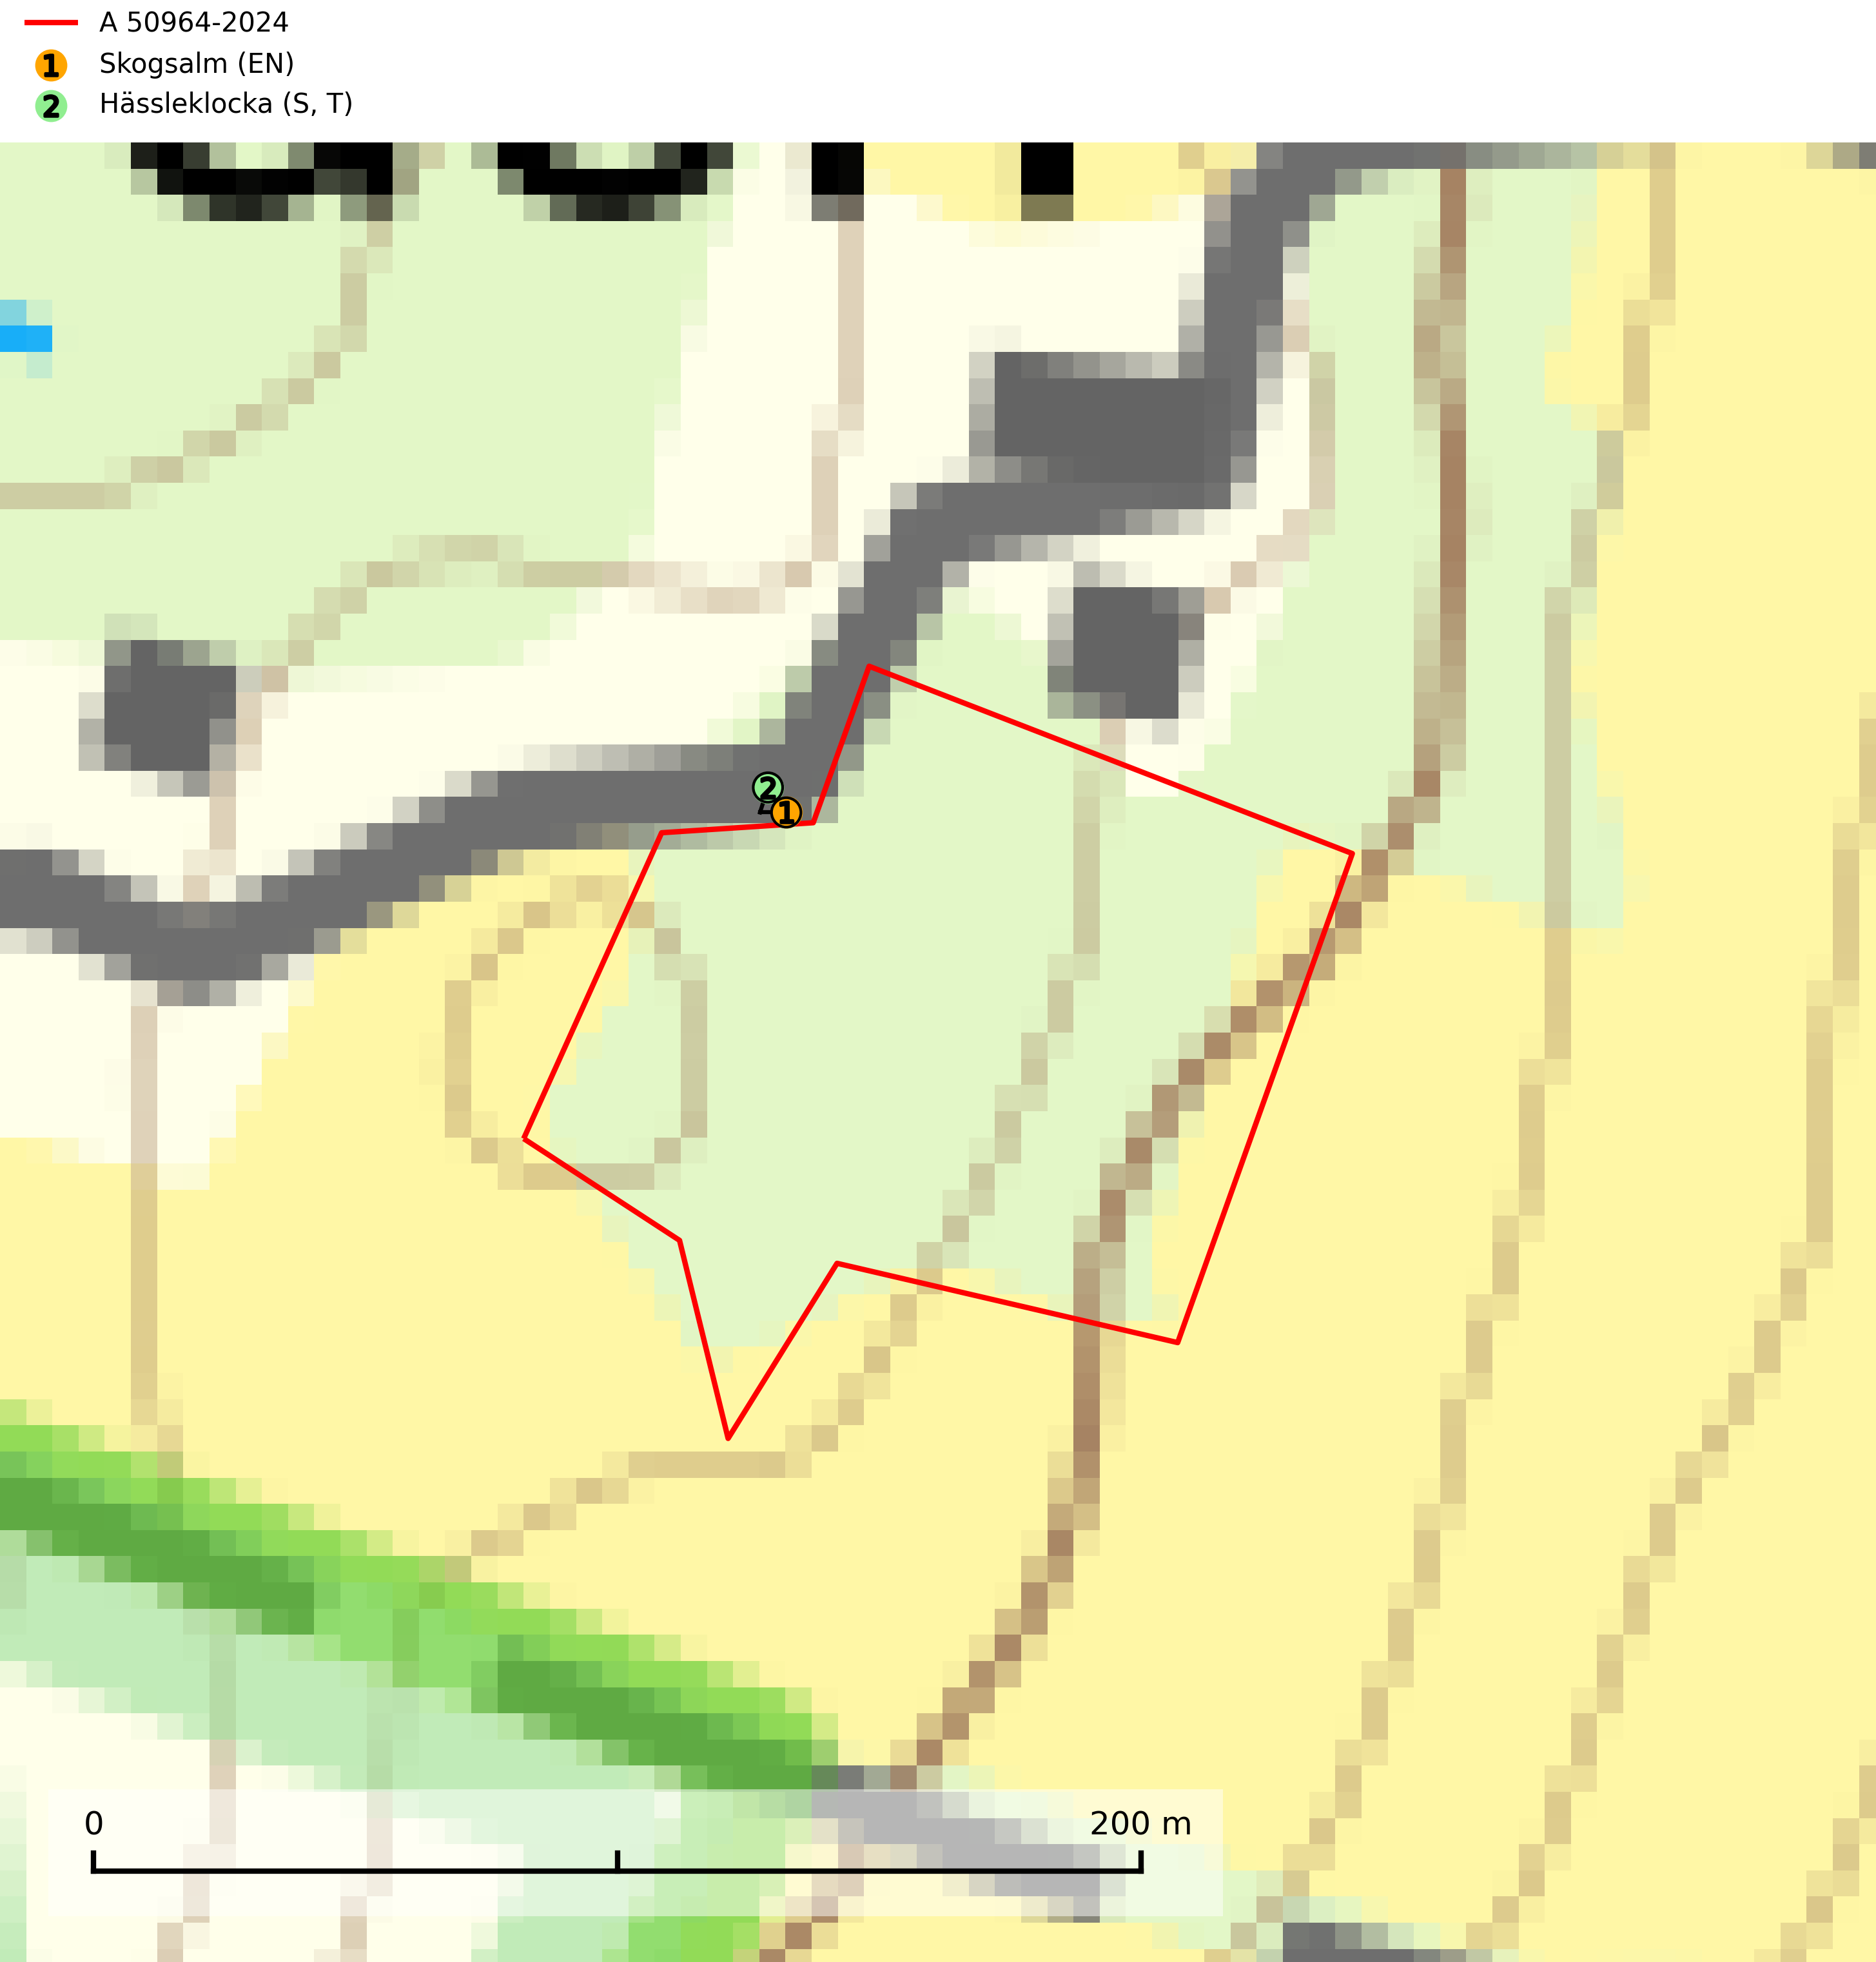 A 50964-2024
1 Skogsalm (EN)
2 Hässleklocka (S, T)
2
1
0 200 m